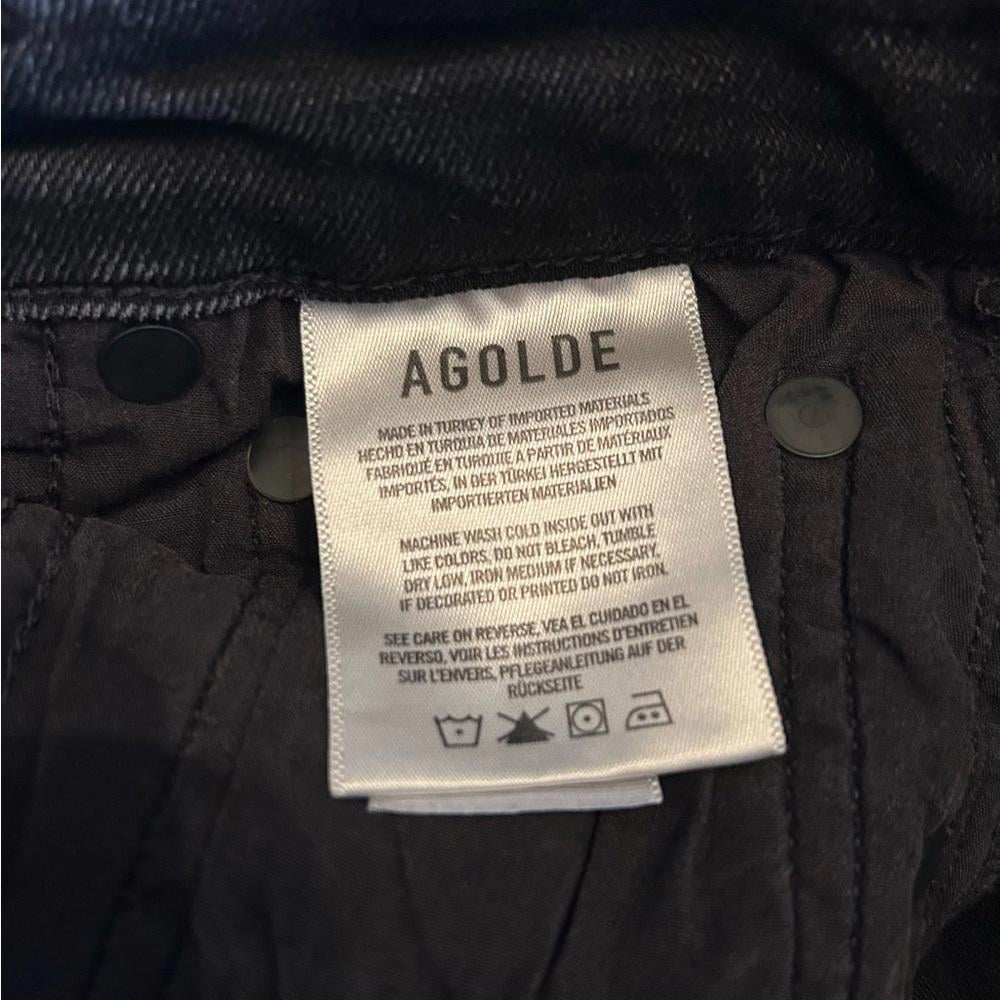 AGOLDE
MADE IN TURKEY OF IMPORTED MATERIALS
HECHO EN TURQUIA DE MATERIALES IMPORTADOS
FABRIQUÉ EN TURQUIE A PARTIR DE MATÉRIAUX
IMPORTÉS, IN DER TÜRKEI HERGESTELLT MIT
IMPORTIERTEN MATERIALIEN
MACHINE WASH COLD INSIDE OUT WITH
LIKE COLORS, DO NOT BLEACH, TUMBLE
DRY LOW, IRON MEDIUM IF NECESSARY.
IF DECORATED OR PRINTED DO NOT IRON.
SEE CARE ON REVERSE, VEA EL CUIDADO EN EL
REVERSO, VOIR LES INSTRUCTIONS D'ENTRETIEN
SUR L'ENVERS, PFLEGEANLEITUNG AUF DER
RÜCKSEITE